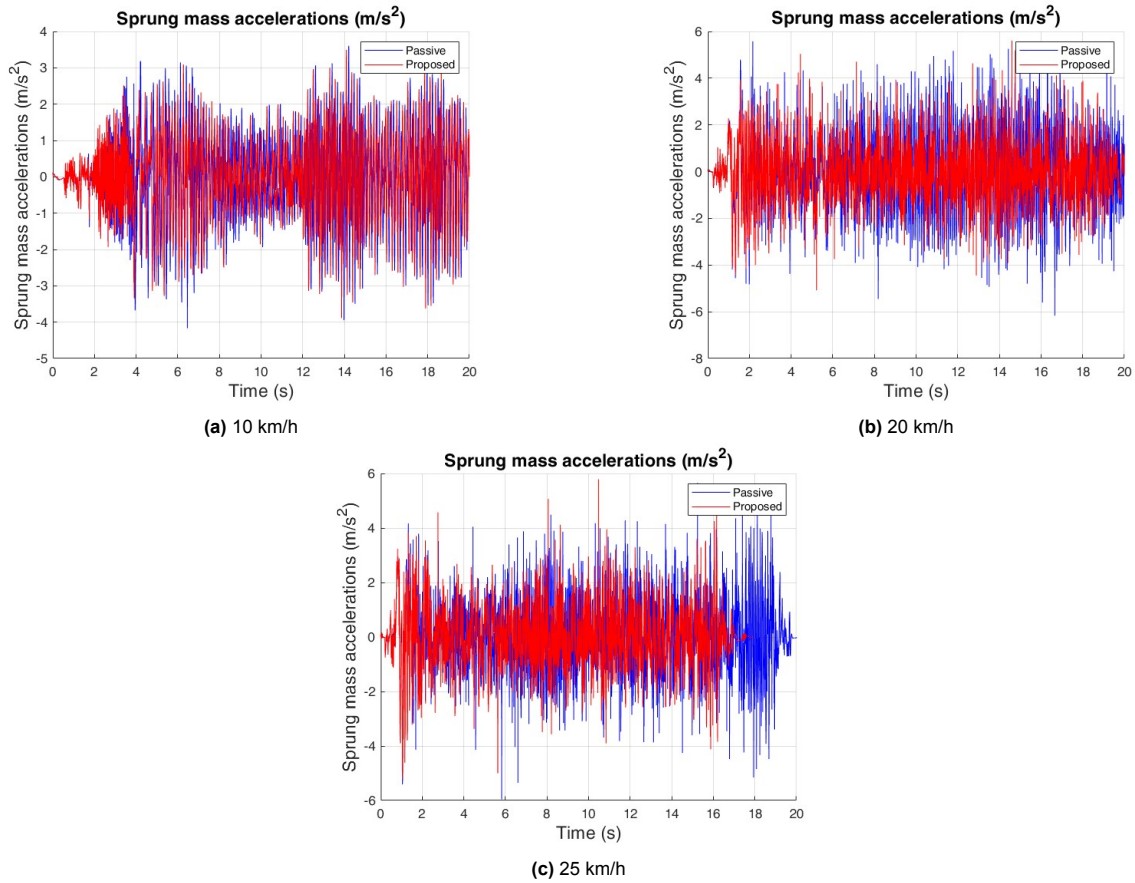 Sprung mass accelerations (m/s²)
Sprung mass accelerations (m/s²)
4
3
2
1
0
-1
-2
-3
-4
-5
Passive
Proposed
0 2 4 6 8 10 12 14 16 18 20
Time (s)
(a) 10 km/h
Sprung mass accelerations (m/s²)
Sprung mass accelerations (m/s²)
6
4
2
0
-2
-4
-6
-8
Passive
Proposed
0 2 4 6 8 10 12 14 16 18 20
Time (s)
(b) 20 km/h
Sprung mass accelerations (m/s²)
Sprung mass accelerations (m/s²)
6
4
2
0
-2
-4
-6
Passive
Proposed
0 2 4 6 8 10 12 14 16 18 20
Time (s)
(c) 25 km/h